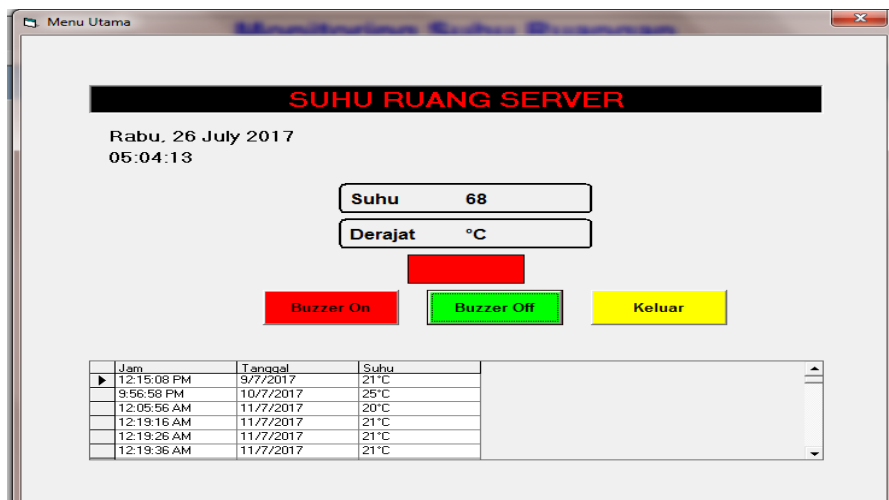 Menu Utama
Monitoring Suhu Ruangan
SUHU RUANG SERVER
Rabu, 26 July 2017
05:04:13
Suhu 68
Derajat °C
Buzzer On Buzzer Off Keluar
Jam Tanggal Suhu
12:15:08 PM 9/7/2017 21°C
9:56:58 PM 10/7/2017 25°C
12:05:56 AM 11/7/2017 20°C
12:19:16 AM 11/7/2017 21°C
12:19:26 AM 11/7/2017 21°C
12:19:36 AM 11/7/2017 21°C